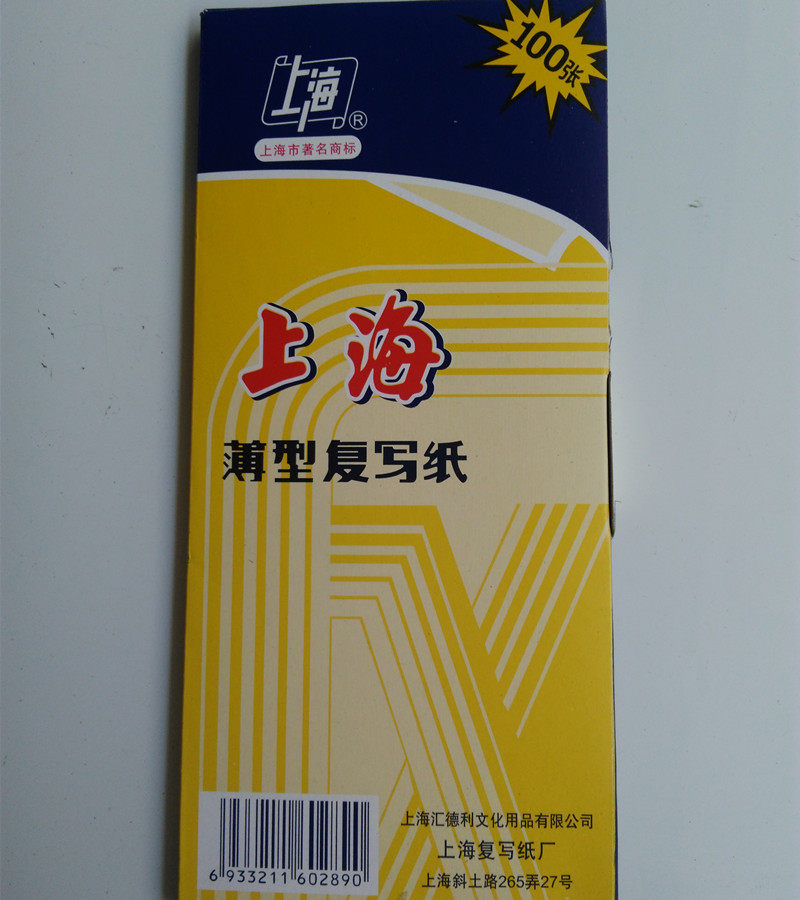 100张
上海
®
上海市著名商标
上海
薄型复写纸
上海汇德利文化用品有限公司
上海复写纸厂
上海斜土路265弄27号
6 933211 602890